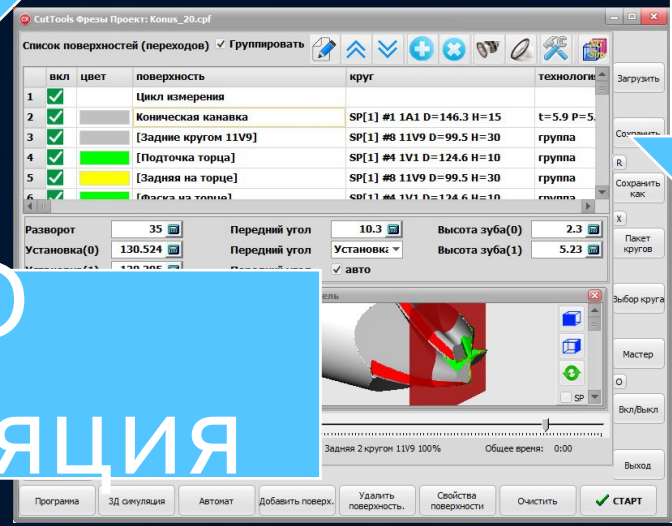 CutTools Фрезы Проект: Konus_20.cpf
Список поверхностей (переходов) Группировать
вкл цвет поверхность круг
1 Цикл измерения
2 Коническая канавка SP[1] #1 1A1 D=146.3 H=15
3 [Задние кругом 11V9] SP[1] #8 11V9 D=99.5 H=30 группа
4 [Подточка торца] SP[1] #4 1V1 D=124.6 H=10 группа
5 [Задняя на торце] SP[1] #8 11V9 D=99.5 H=30 группа
6
Разворот 35 Передний угол 10.3 Высота зуба(0) 2.3
Установка(0) 130.524 Передний угол Высота зуба(1) 5.23
авто
SP
яция
Задняя 2 кругом 11V9 100% Общее время: 0:00
Программа 3Д симуляция Автомат Добавить поверх. Удалить поверхность. Свойства поверхности Очистить СТАРТ
Загрузить
Сохранить
R
Сохранить как
X
Пакет кругов
Выбор круга
Мастер
O
Вкл/Выкл
Выход